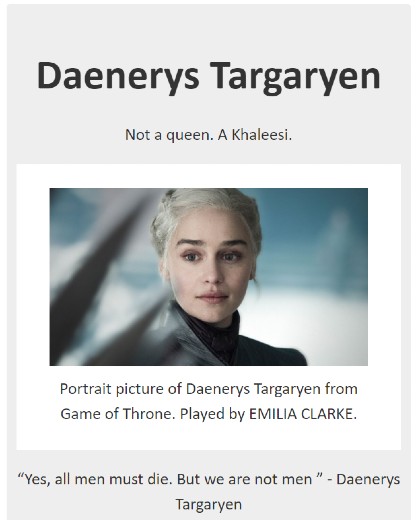 Daenerys Targaryen
Not a queen. A Khaleesi.
Portrait picture of Daenerys Targaryen from
Game of Throne. Played by EMILIA CLARKE.
“Yes, all men must die. But we are not men ” - Daenerys
Targaryen